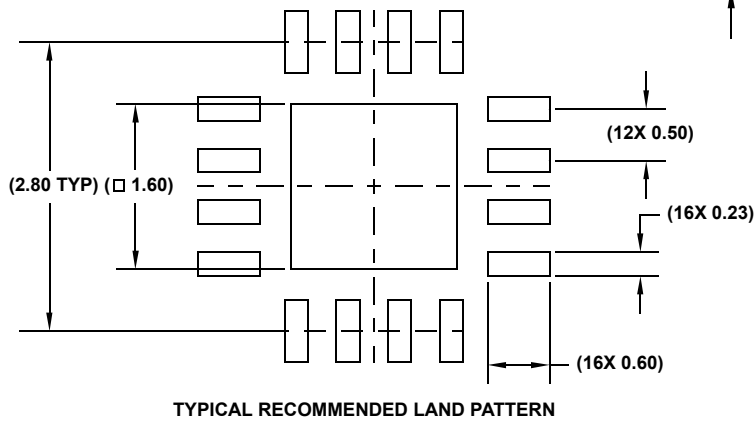 (12X 0.50)
(2.80 TYP) (□ 1.60)
(16X 0.23)
(16X 0.60)
TYPICAL RECOMMENDED LAND PATTERN